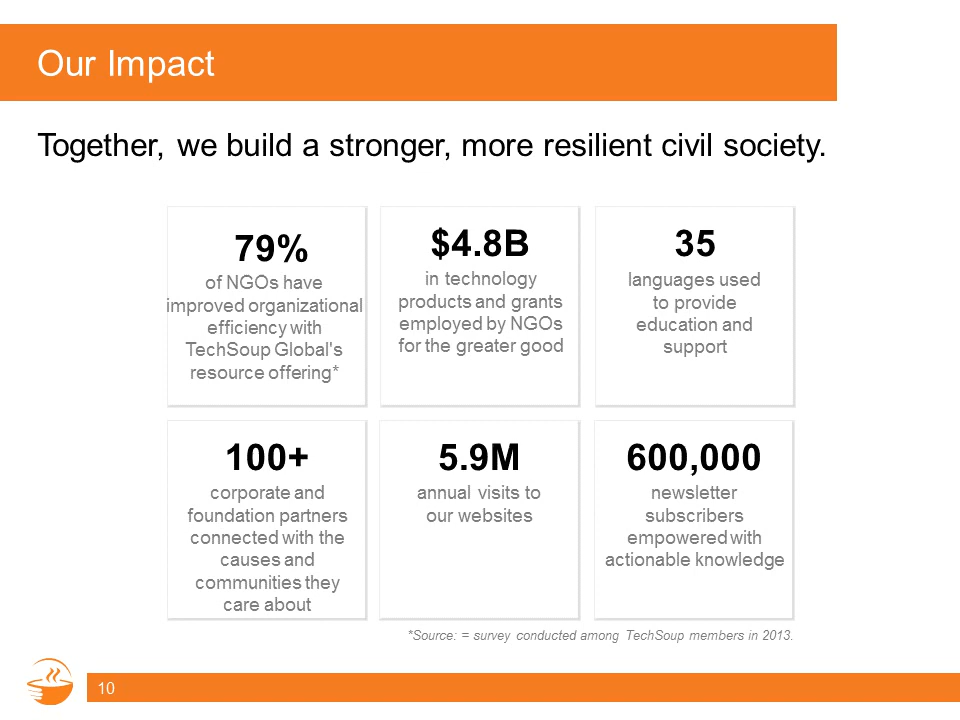 Our Impact
Together, we build a stronger, more resilient civil society.
79%
of NGOs have
improved organizational
efficiency with
TechSoup Global's
resource offering*
$4.8B
in technology
products and grants
employed by NGOs
for the greater good
35
languages used
to provide
education and
support
100+
corporate and
foundation partners
connected with the
causes and
communities they
care about
5.9M
annual visits to
our websites
600,000
newsletter
subscribers
empowered with
actionable knowledge
*Source: = survey conducted among TechSoup members in 2013.
10